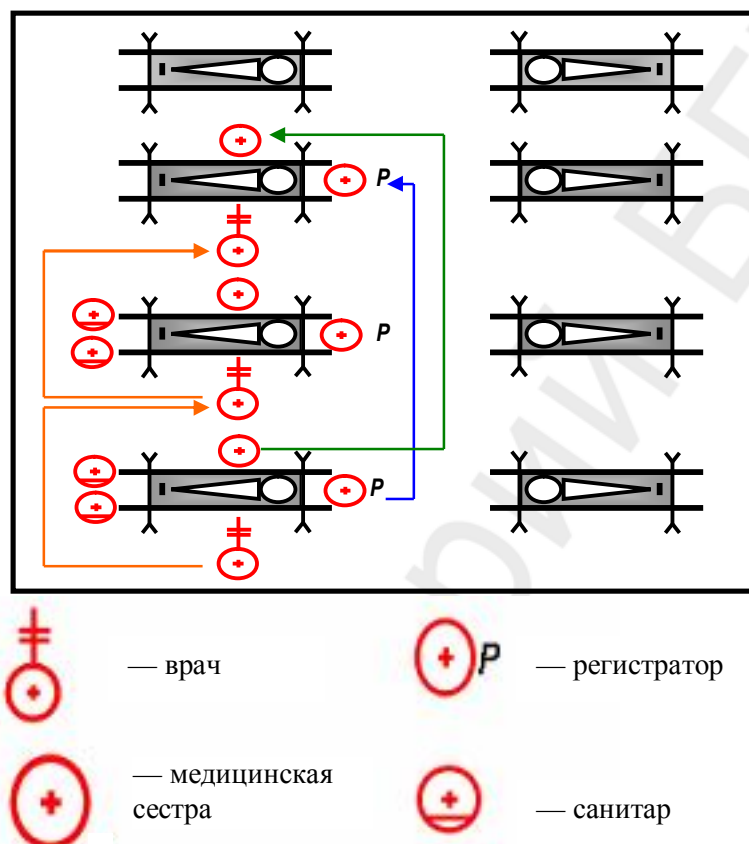 P
P
P
— врач
P
— регистратор
— медицинская
сестра
— санитар